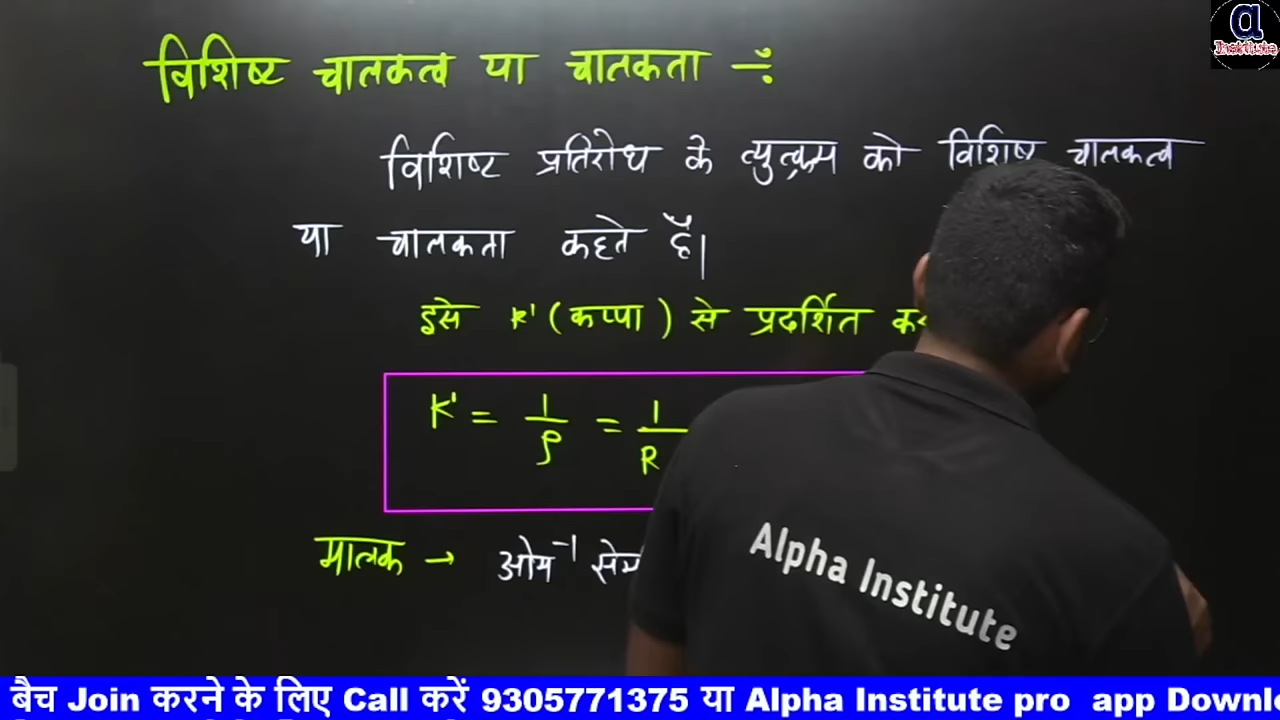 α
Institute
विशिष्ट चालकत्व या चालकता ÷
विशिष्ट प्रतिरोध के व्युत्क्रम को विशिष्ट चालकत्व
या चालकता कहते हैं।
इसे κ' (कप्पा) से प्रदर्शित
K' = 1/ρ = 1/R
मात्रक → ओम⁻¹
Alpha Institute
बैच Join करने के लिए Call करें 9305771375 या Alpha Institute pro app